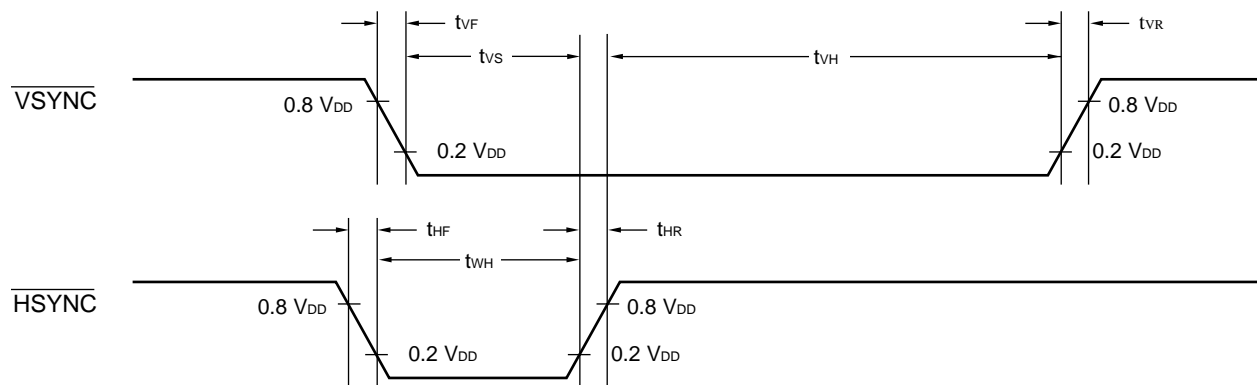 tVF
tVR
tVS
tVH
VSYNC
0.8 VDD
0.8 VDD
0.2 VDD
0.2 VDD
tHF
tHR
tWH
HSYNC
0.8 VDD
0.8 VDD
0.2 VDD
0.2 VDD